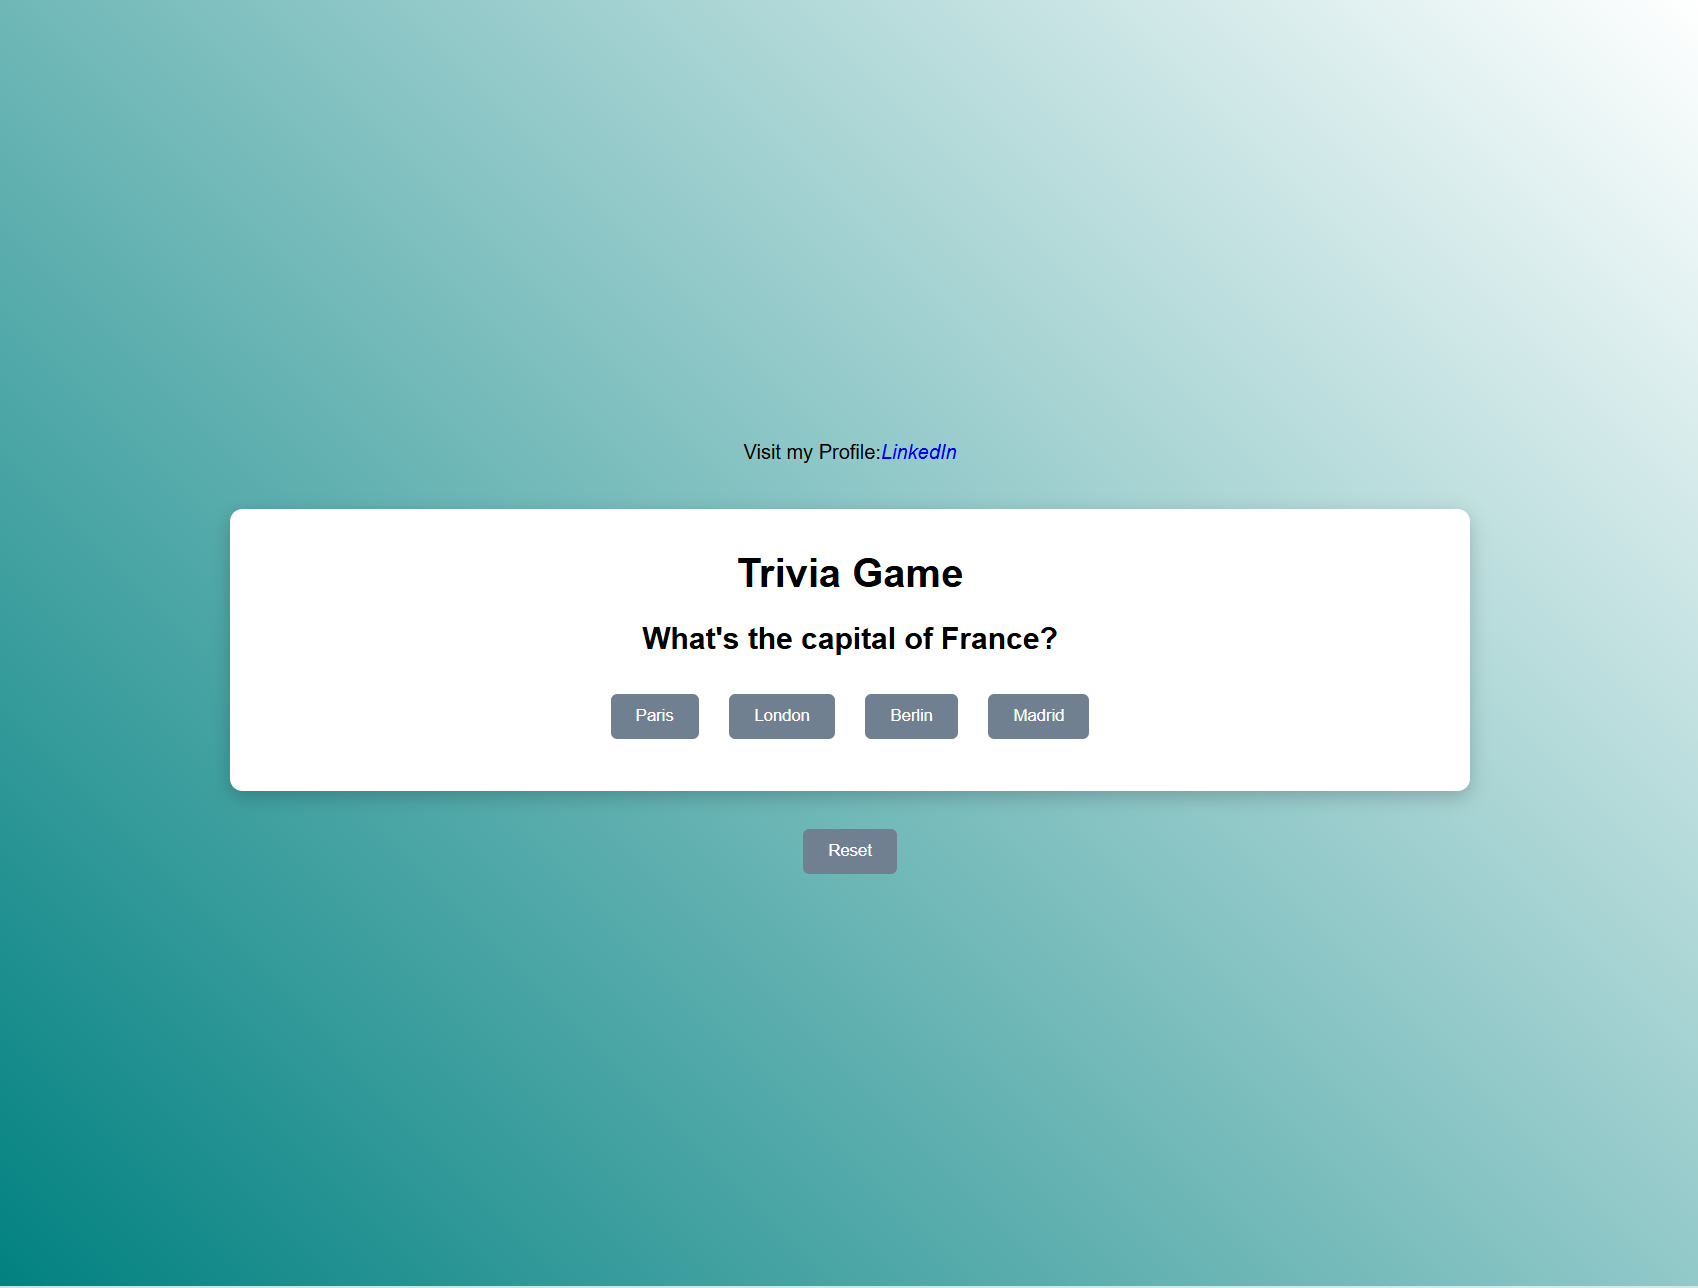 Visit my Profile:LinkedIn
Trivia Game
What's the capital of France?
Paris London Berlin Madrid
Reset